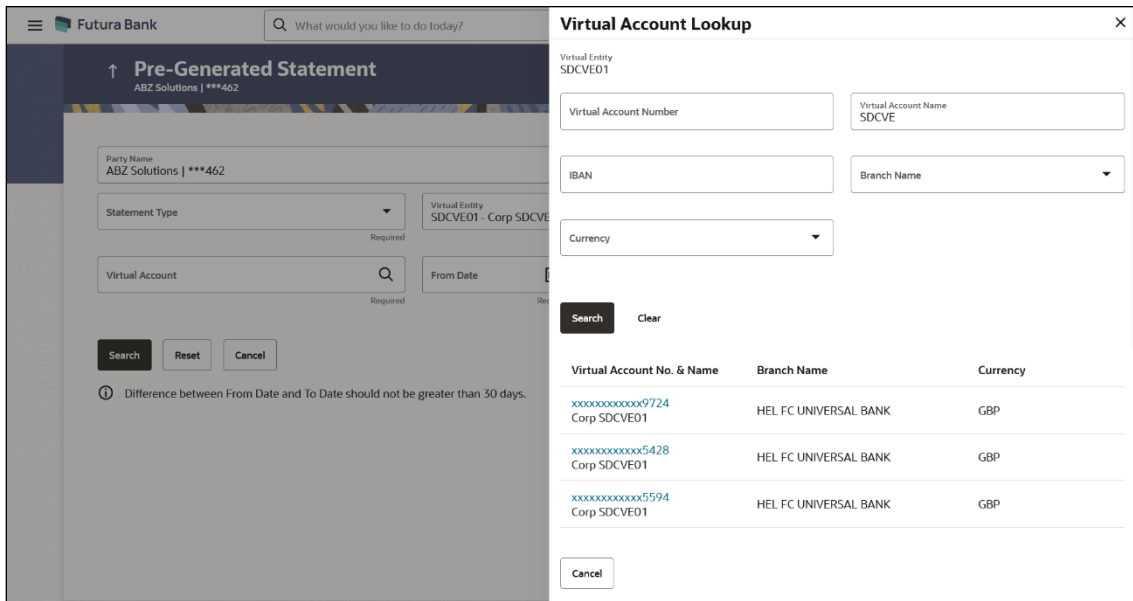 Futura Bank
What would you like to do today?
Pre-Generated Statement
ABZ Solutions | ***462
Party Name
ABZ Solutions | ***462
Statement Type
Required
Virtual Entity
SDCVE01 - Corp SDCVE
Virtual Account
Required
From Date
Search Reset Cancel
Difference between From Date and To Date should not be greater than 30 days.
Virtual Account Lookup
Virtual Entity
SDCVE01
Virtual Account Number
Virtual Account Name
SDCVE
IBAN
Branch Name
Currency
Search Clear
Virtual Account No. & Name Branch Name Currency
xxxxxxxxxxxx9724
Corp SDCVE01
HEL FC UNIVERSAL BANK GBP
xxxxxxxxxxxx5428
Corp SDCVE01
HEL FC UNIVERSAL BANK GBP
xxxxxxxxxxxx5594
Corp SDCVE01
HEL FC UNIVERSAL BANK GBP
Cancel